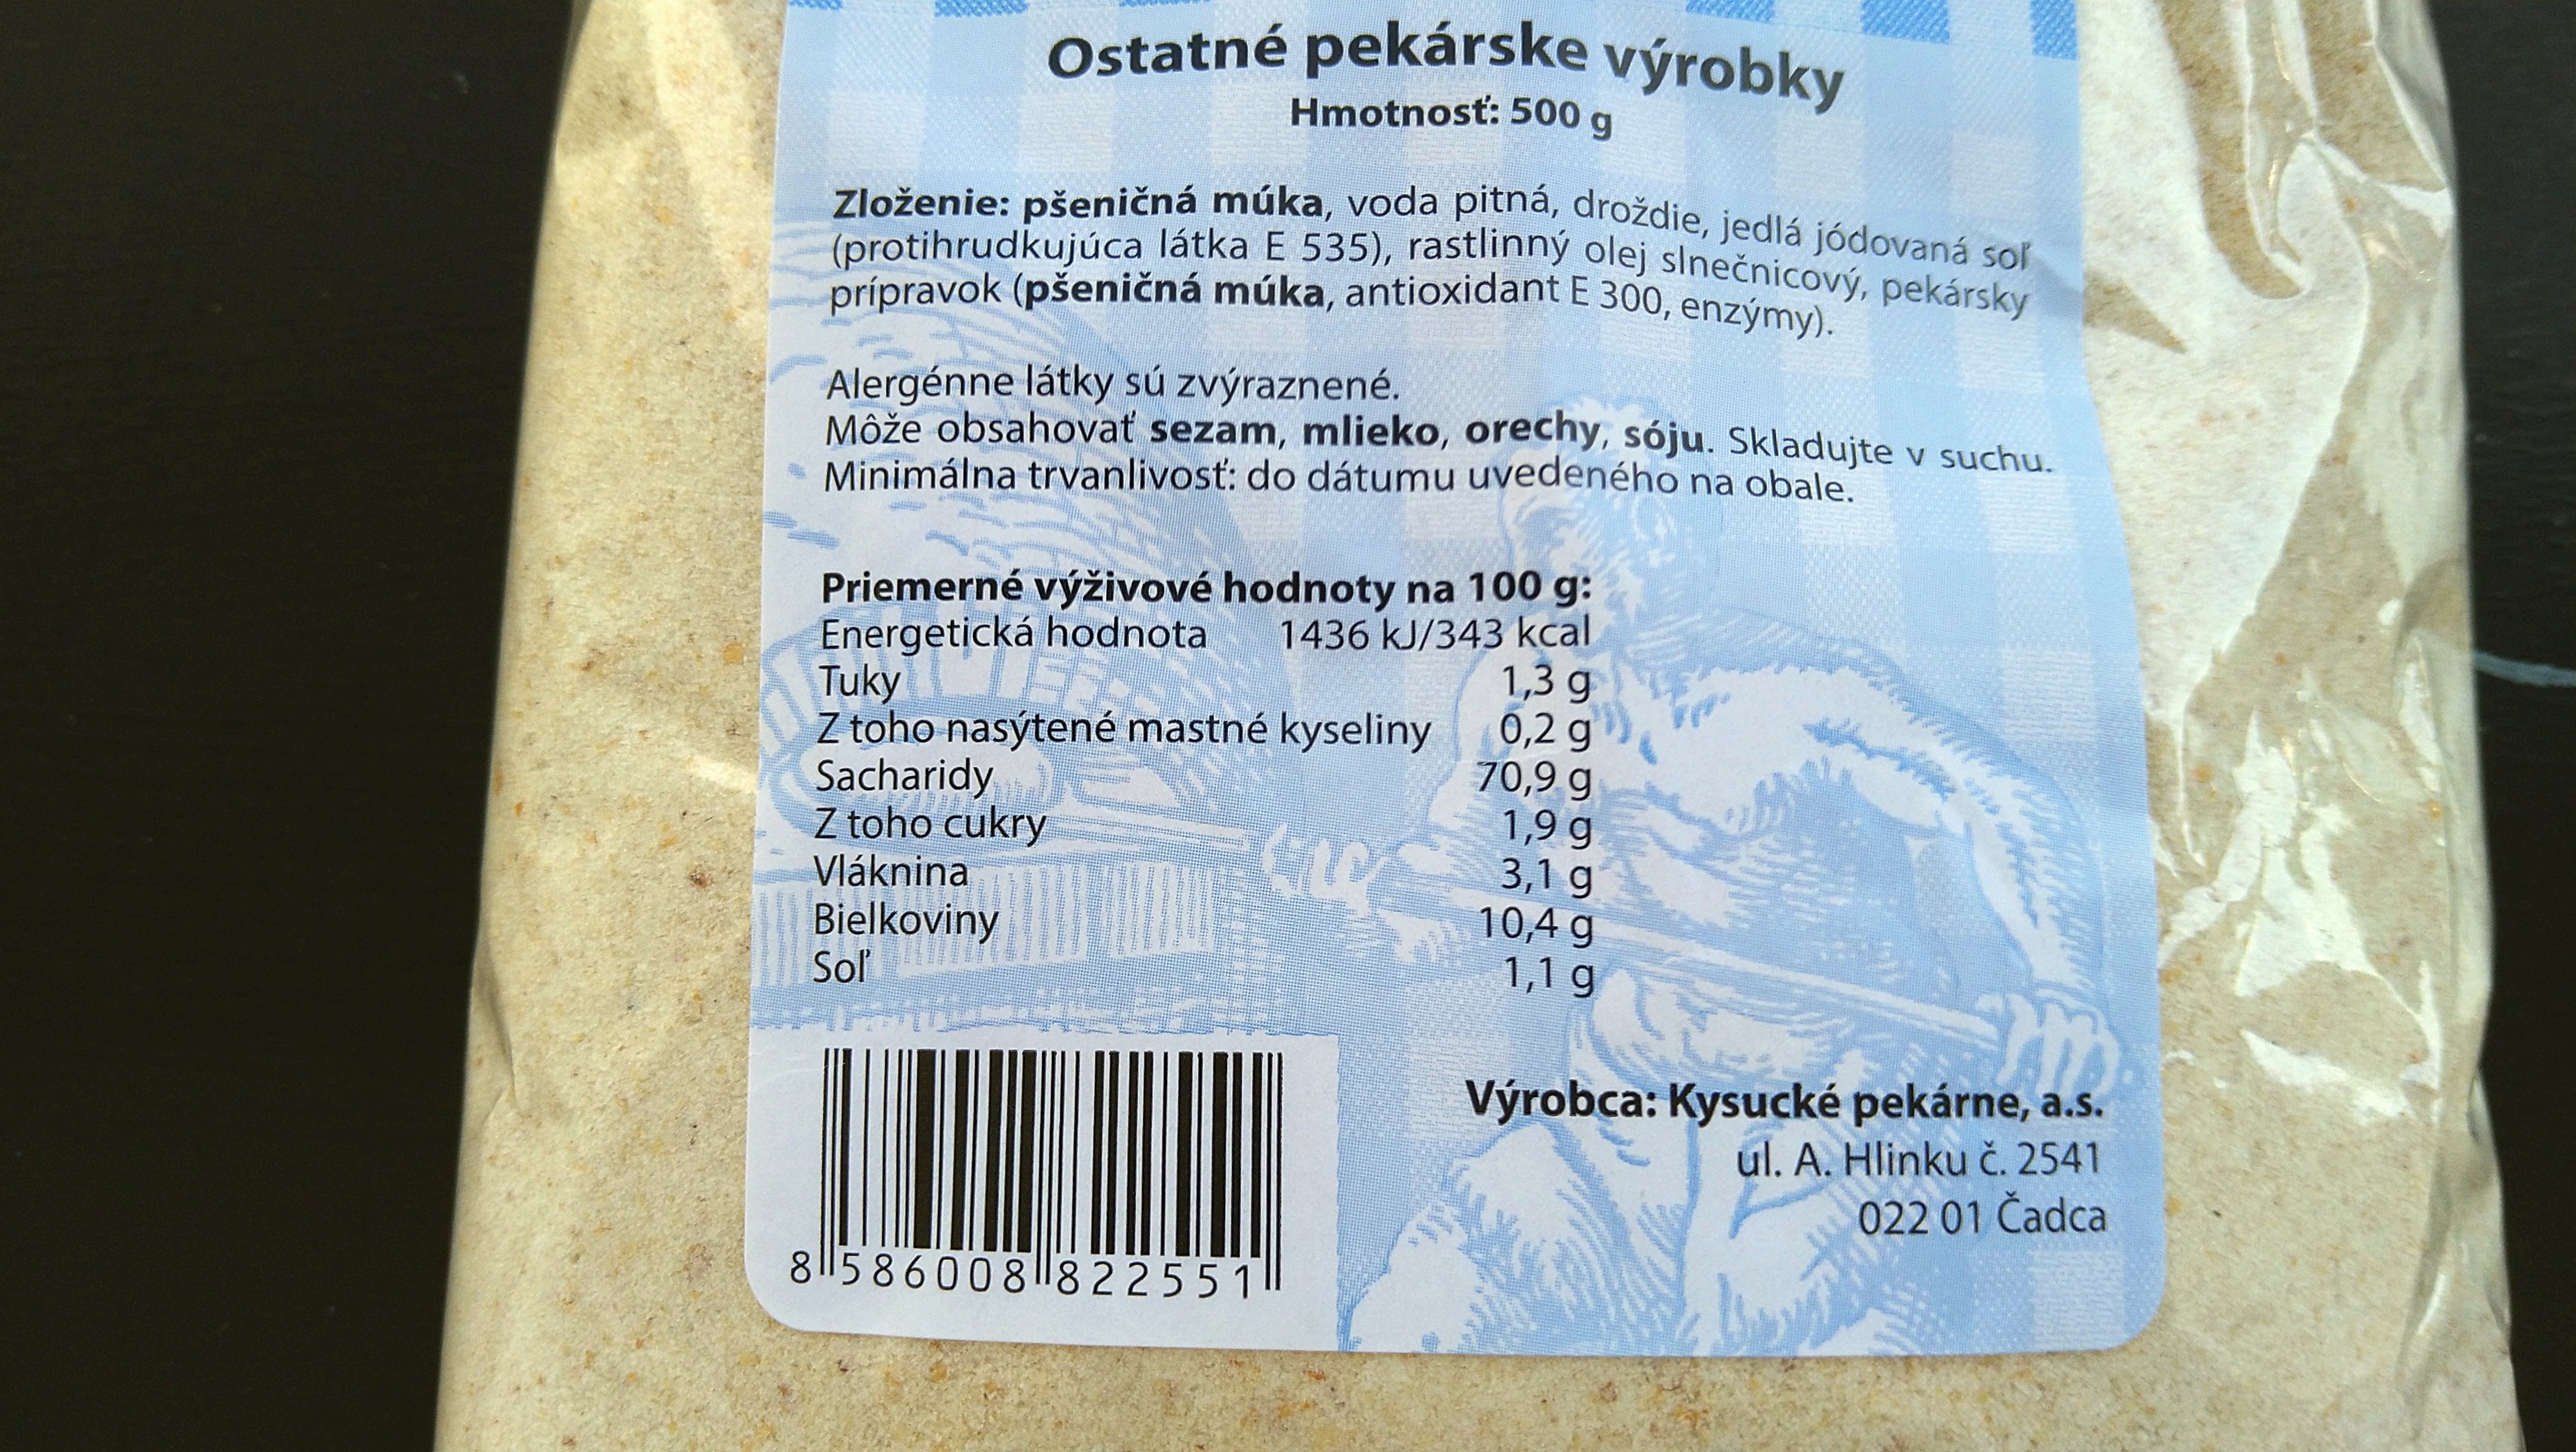 Ostatné pekárske výrobky
Hmotnosť: 500 g
Zloženie: pšeničná múka, voda pitná, droždie, jedlá jódovaná soľ
(protihrudkujúca látka E 535), rastlinný olej slnečnicový, pekársky
prípravok (pšeničná múka, antioxidant E 300, enzýmy).
Alergénne látky sú zvýraznené.
Môže obsahovať sezam, mlieko, orechy, sóju. Skladujte v suchu.
Minimálna trvanlivosť: do dátumu uvedeného na obale.
Priemerné výživové hodnoty na 100 g:
Energetická hodnota 1436 kJ/343 kcal
Tuky 1,3 g
Z toho nasýtené mastné kyseliny 0,2 g
Sacharidy 70,9 g
Z toho cukry 1,9 g
Vláknina 3,1 g
Bielkoviny 10,4 g
Soľ 1,1 g
Výrobca: Kysucké pekárne, a.s.
ul. A. Hlinku č. 2541
022 01 Čadca
8 586008 822551